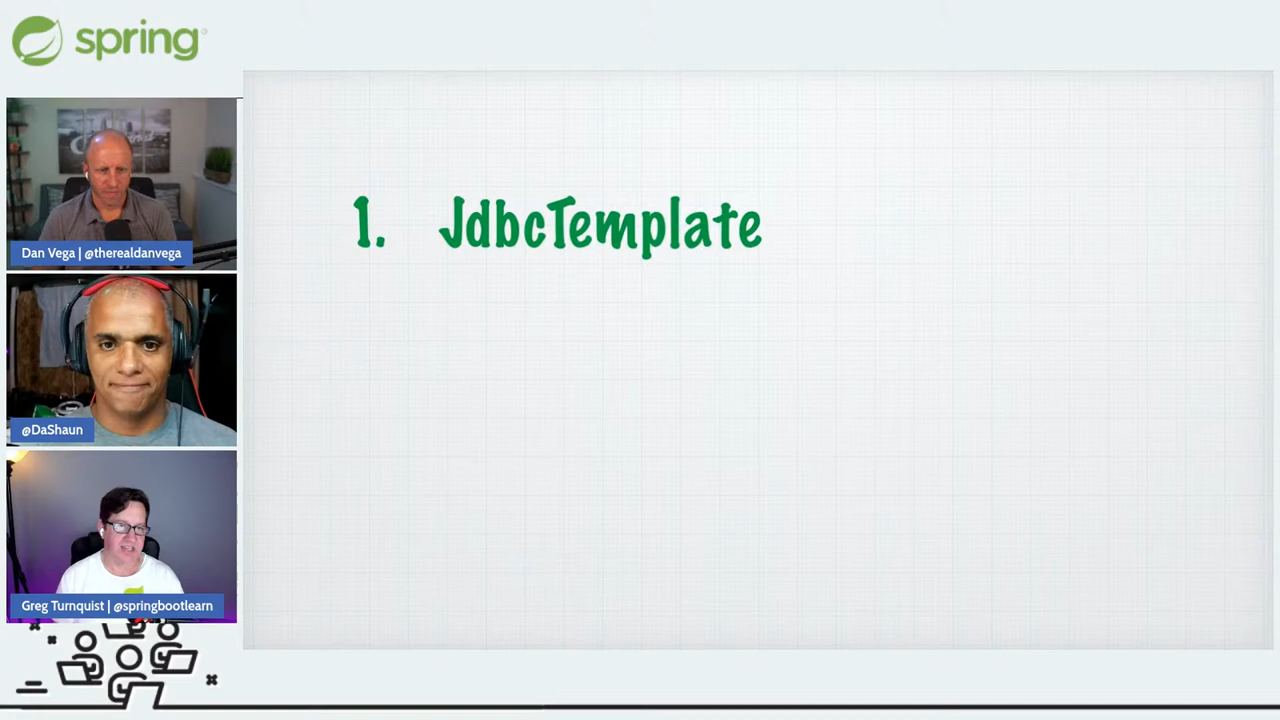 spring
Dan Vega | @therealdanvega
@DaShaun
Greg Turnquist | @springbootlearn
1. JdbcTemplate